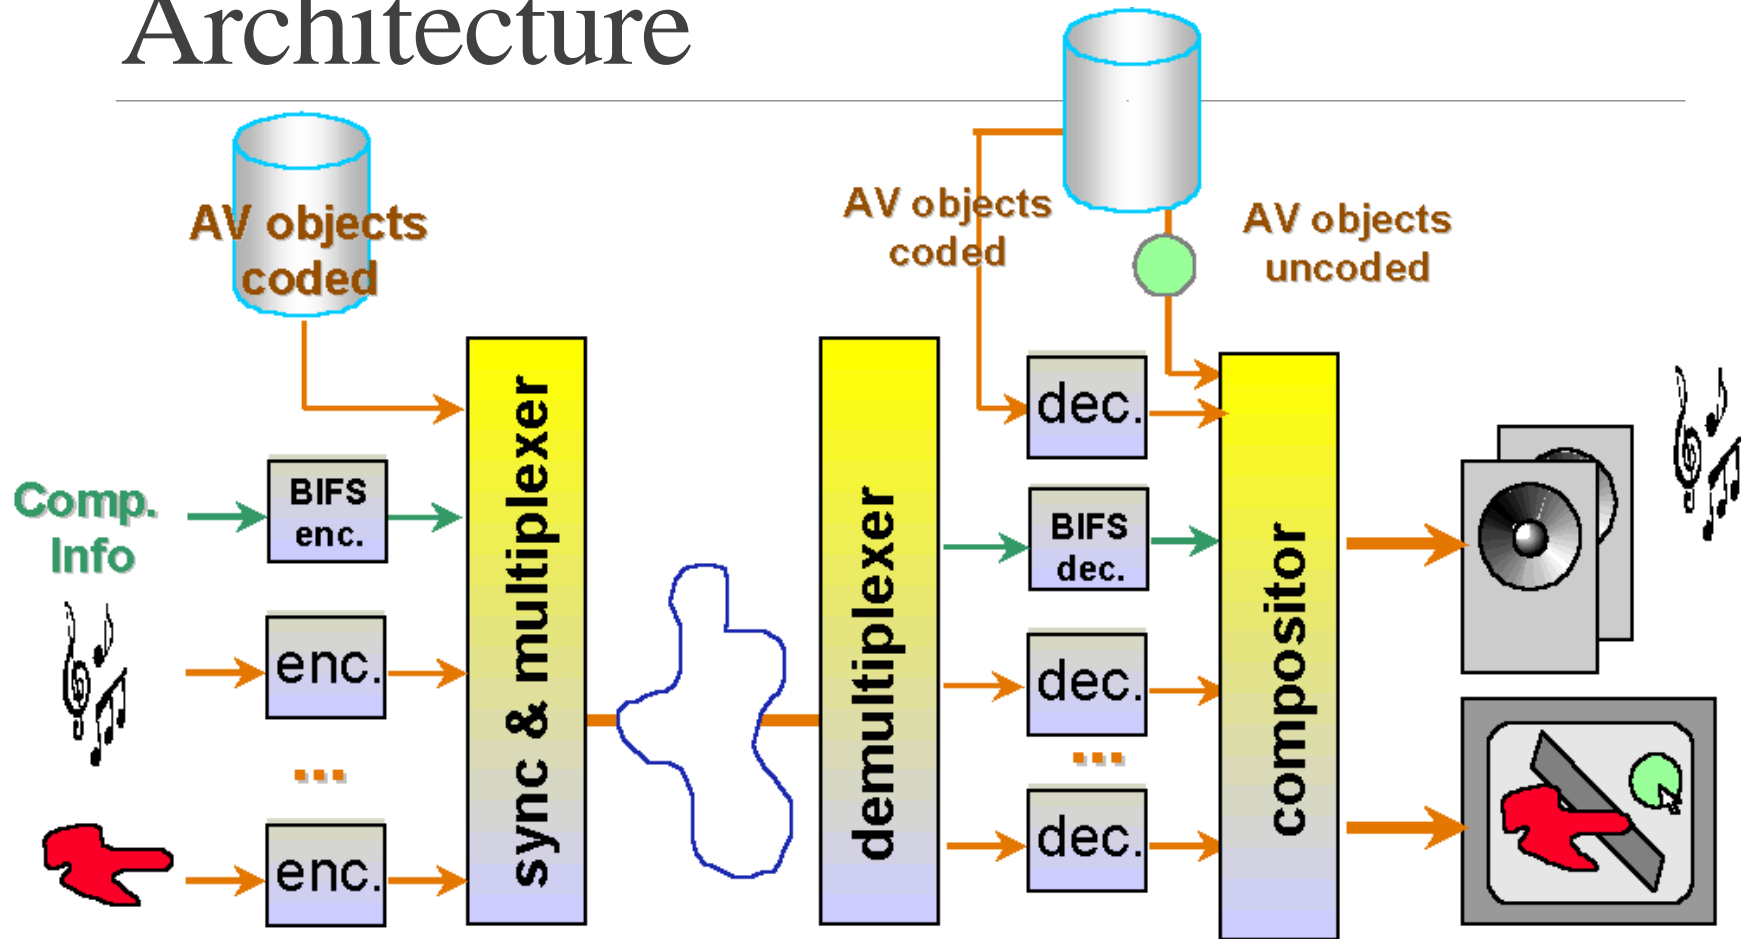 Architecture
AV objects
coded
AV objects
coded
AV objects
uncoded
Comp.
Info
BIFS
enc.
enc.
...
enc.
sync & multiplexer
demultiplexer
dec.
BIFS
dec.
dec.
...
dec.
compositor